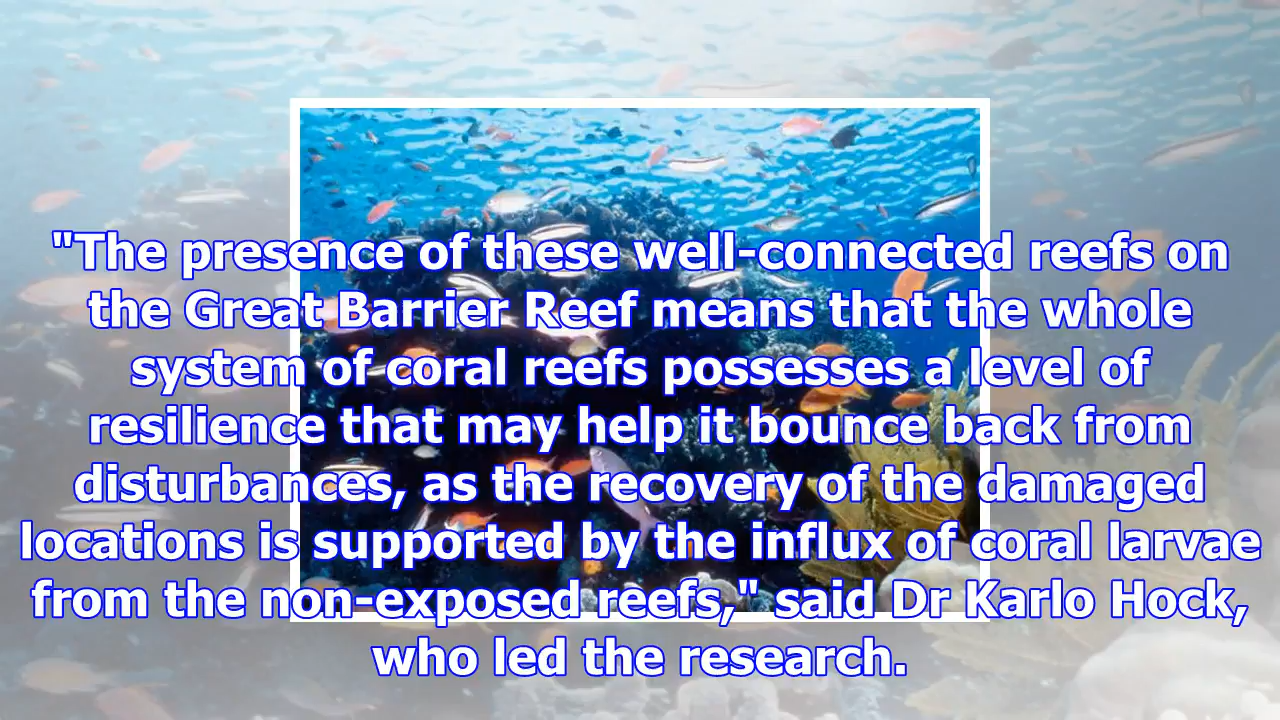 "The presence of these well-connected reefs on
the Great Barrier Reef means that the whole
system of coral reefs possesses a level of
resilience that may help it bounce back from
disturbances, as the recovery of the damaged
locations is supported by the influx of coral larvae
from the non-exposed reefs," said Dr Karlo Hock,
who led the research.